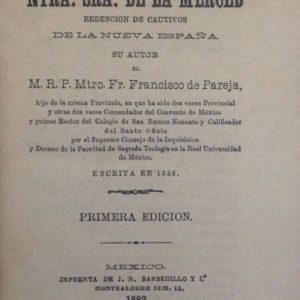 NTRA. SRA. DE LA MERCED
REDENCION DE CAUTIVOS
DE LA NUEVA ESPAÑA
SU AUTOR
EL
M. R. P. Mtro. Fr. Francisco de Pareja,
hijo de la misma Provincia, en que ha sido dos veces Provincial
y otras dos veces Comendador del Convento de México
y primer Rector del Colegio de San Ramon Nonnato y Calificador
del Santo Oficio
por el Supremo Consejo de la Inquisicion
y Decano de la Facultad de Sagrada Teología en la Real Universidad
de México.
ESCRITA EN 1688.
PRIMERA EDICION.
MEXICO.
IMPRENTA DE J. R. BARBEDILLO Y Cª
MONTEALEGRE NUM. 15.
1882